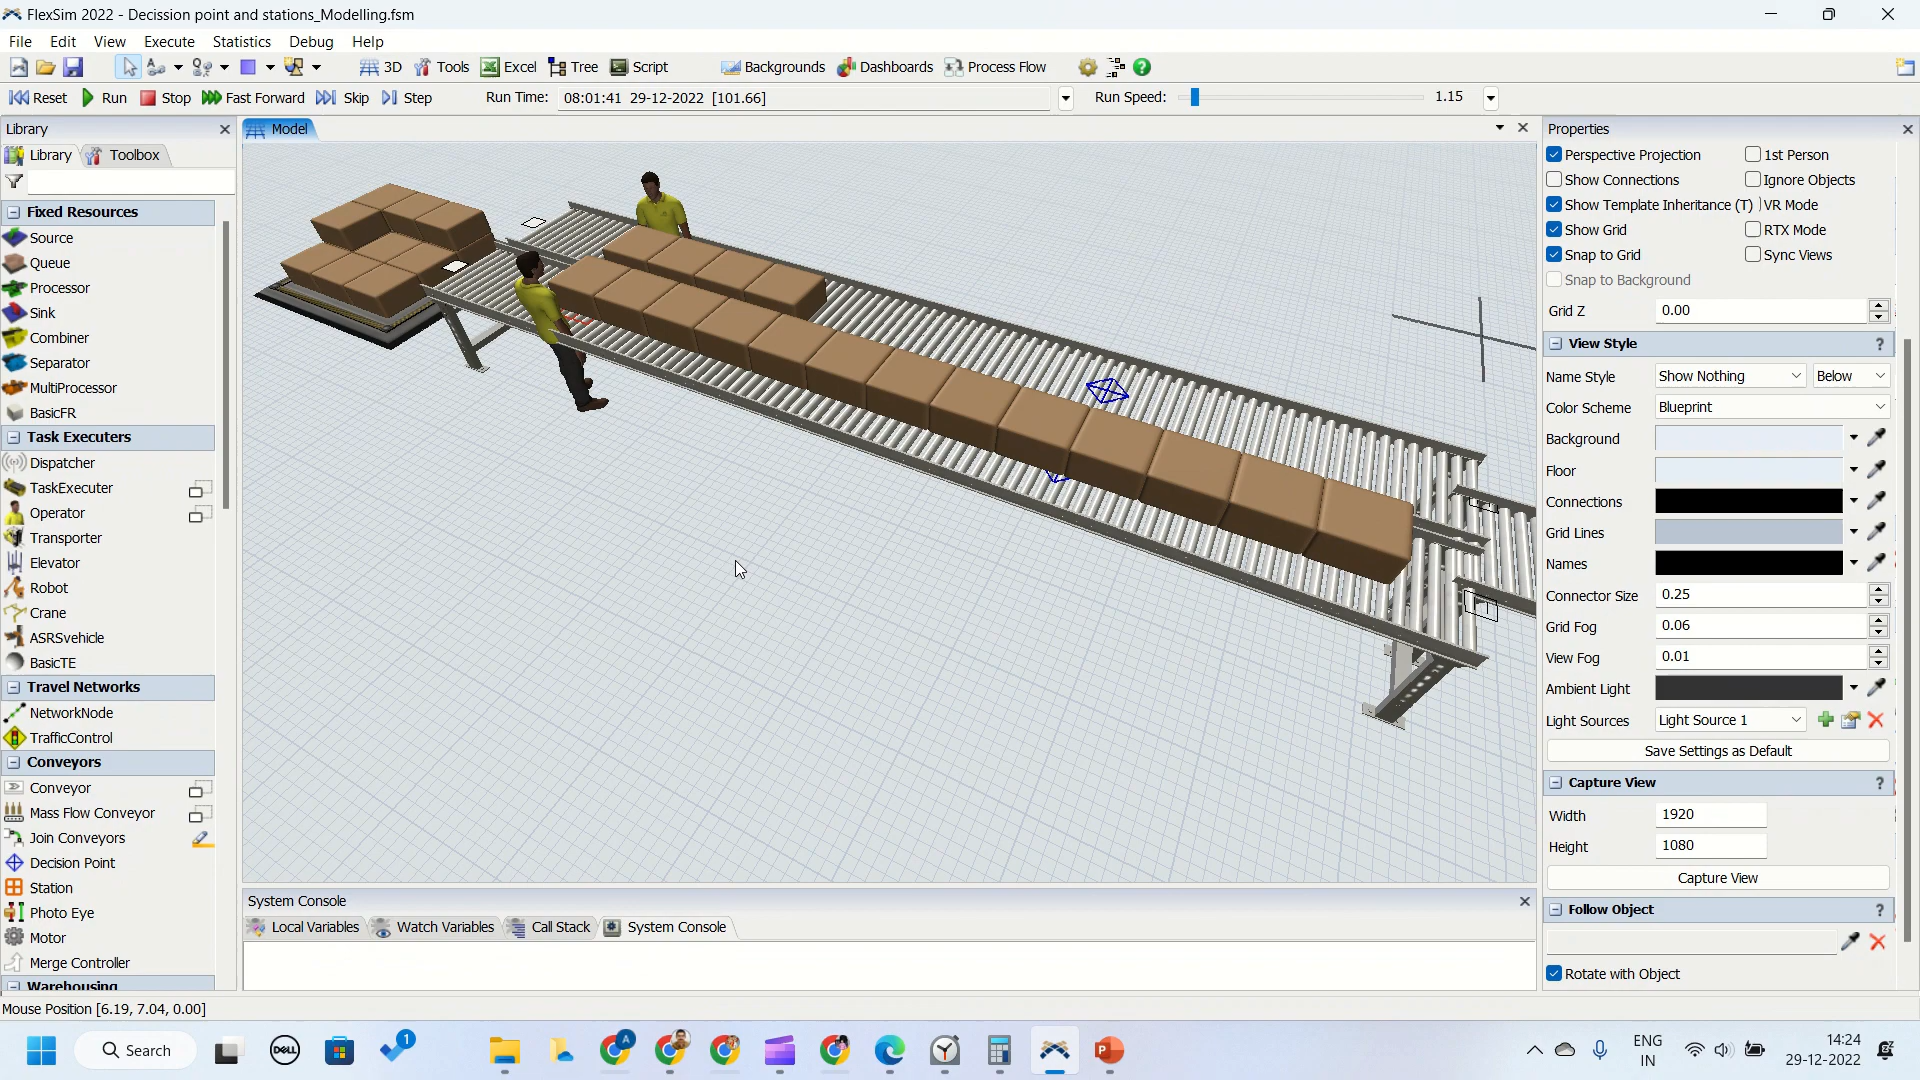 FlexSim 2022 - Decission point and stations_Modelling.fsm
File Edit View Execute Statistics Debug Help
3D Tools Excel Tree Script Backgrounds Dashboards Process Flow
Reset Run Stop Fast Forward Skip Step Run Time: 08:01:41 29-12-2022 [101.66] Run Speed: 1.15
Library
Library Toolbox
Fixed Resources
Source
Queue
Processor
Sink
Combiner
Separator
MultiProcessor
BasicFR
Task Executers
Dispatcher
TaskExecuter
Operator
Transporter
Elevator
Robot
Crane
ASRSvehicle
BasicTE
Travel Networks
NetworkNode
TrafficControl
Conveyors
Conveyor
Mass Flow Conveyor
Join Conveyors
Decision Point
Station
Photo Eye
Motor
Merge Controller
Warehousing
Model
System Console
Local Variables Watch Variables Call Stack System Console
Properties
Perspective Projection 1st Person
Show Connections Ignore Objects
Show Template Inheritance (T) VR Mode
Show Grid RTX Mode
Snap to Grid Sync Views
Snap to Background
Grid Z 0.00
View Style ?
Name Style Show Nothing Below
Color Scheme Blueprint
Background
Floor
Connections
Grid Lines
Names
Connector Size 0.25
Grid Fog 0.06
View Fog 0.01
Ambient Light
Light Sources Light Source 1
Save Settings as Default
Capture View ?
Width 1920
Height 1080
Capture View
Follow Object ?
Rotate with Object
Mouse Position [6.19, 7.04, 0.00]
Search
DELL
1
A
P
ENG
IN
14:24
29-12-2022